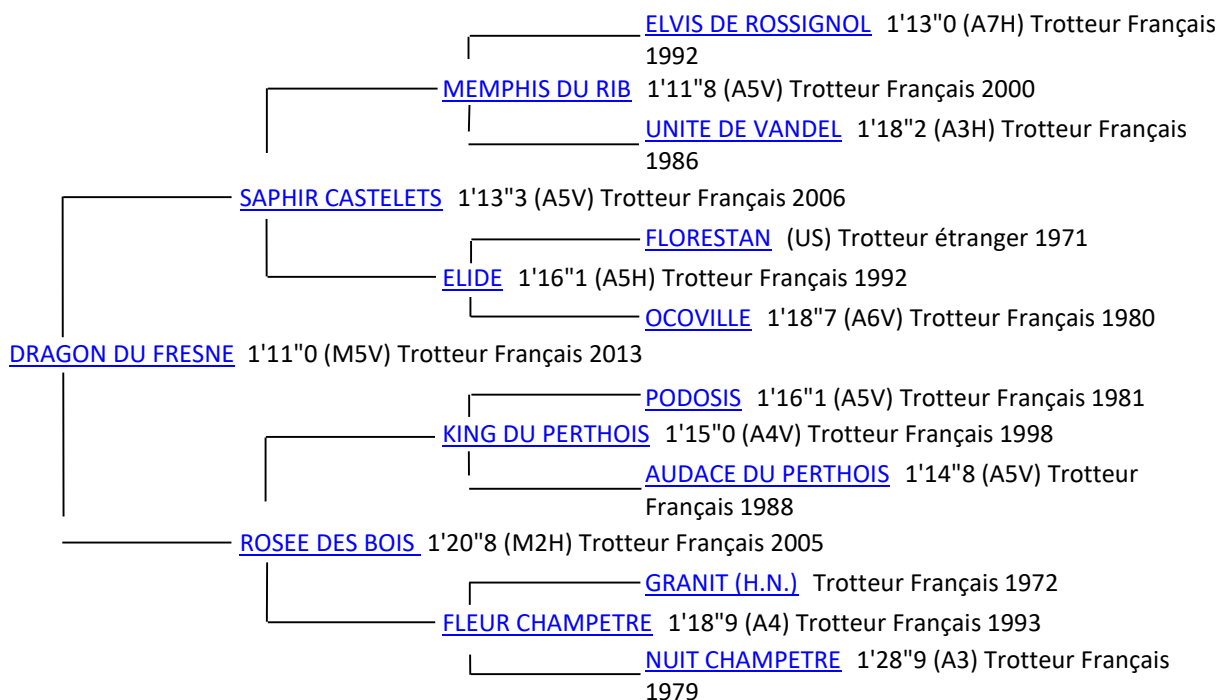 ELVIS DE ROSSIGNOL 1'13"0 (A7H) Trotteur Français
1992
MEMPHIS DU RIB 1'11"8 (A5V) Trotteur Français 2000
UNITE DE VANDEL 1'18"2 (A3H) Trotteur Français
1986
SAPHIR CASTELETS 1'13"3 (A5V) Trotteur Français 2006
FLORESTAN (US) Trotteur étranger 1971
ELIDE 1'16"1 (A5H) Trotteur Français 1992
OCOVILLE 1'18"7 (A6V) Trotteur Français 1980
DRAGON DU FRESNE 1'11"0 (M5V) Trotteur Français 2013
PODOSIS 1'16"1 (A5V) Trotteur Français 1981
KING DU PERTHOIS 1'15"0 (A4V) Trotteur Français 1998
AUDACE DU PERTHOIS 1'14"8 (A5V) Trotteur
Français 1988
ROSEE DES BOIS 1'20"8 (M2H) Trotteur Français 2005
GRANIT (H.N.) Trotteur Français 1972
FLEUR CHAMPETRE 1'18"9 (A4) Trotteur Français 1993
NUIT CHAMPETRE 1'28"9 (A3) Trotteur Français
1979